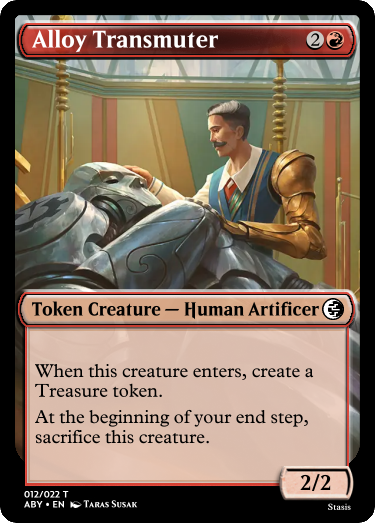 Alloy Transmuter 2
Token Creature — Human Artificer
When this creature enters, create a
Treasure token.
At the beginning of your end step,
sacrifice this creature.
2/2
012/022 T
ABY • EN Taras Susak
Stasis